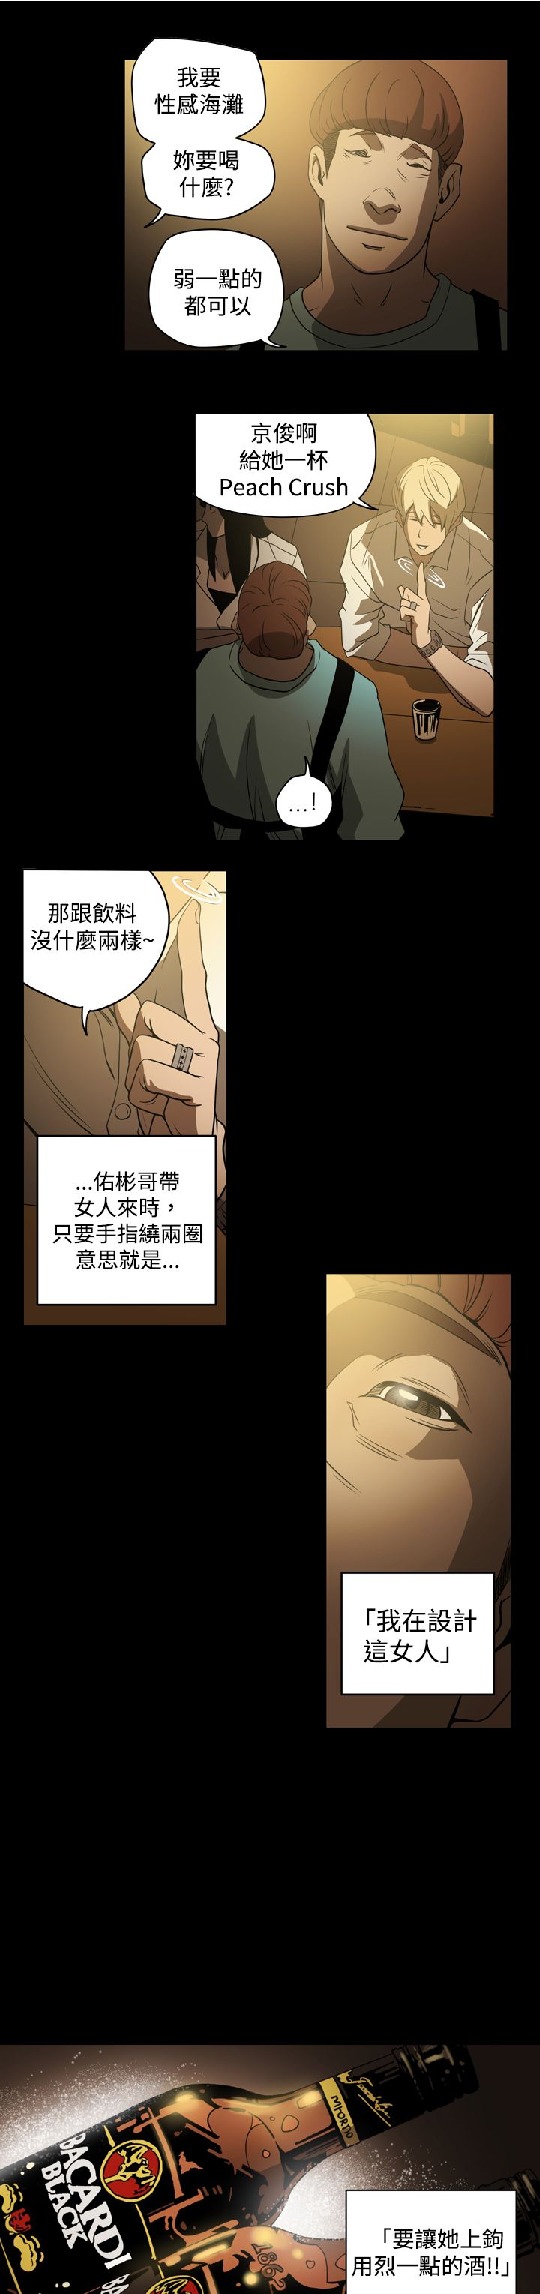 我要
性感海灘
妳要喝
什麼?
弱一點的
都可以
京俊啊
給她一杯
Peach Crush
...!
那跟飲料
沒什麼兩樣~
...佑彬哥帶
女人來時，
只要手指繞兩圈
意思就是...
「我在設計
這女人」
BACARDI
BLACK
1862
「要讓她上鉤
用烈一點的酒!!」